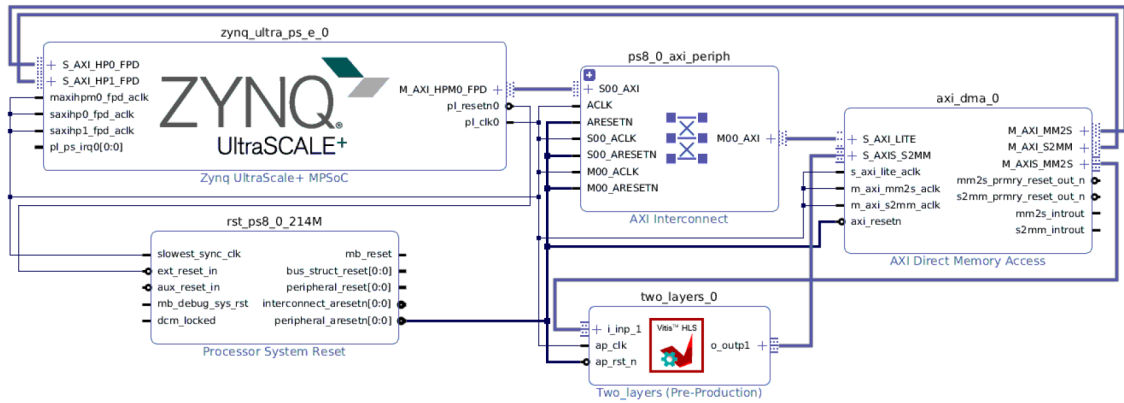 zynq_ultra_ps_e_0
S_AXI_HP0_FPD
S_AXI_HP1_FPD
maxihpm0_fpd_aclk
saxihp0_fpd_aclk
saxihp1_fpd_aclk
pl_ps_irq0[0:0]
ZYNQ
UltraSCALE+
M_AXI_HPM0_FPD
pl_resetn0
pl_clk0
Zynq UltraScale+ MPSoC
ps8_0_axi_periph
S00_AXI
ACLK
ARESETN
S00_ACLK
S00_ARESETN
M00_ACLK
M00_ARESETN
M00_AXI
AXI Interconnect
axi_dma_0
S_AXI_LITE
S_AXIS_S2MM
s_axi_lite_aclk
m_axi_mm2s_aclk
m_axi_s2mm_aclk
axi_resetn
M_AXI_MM2S
M_AXI_S2MM
M_AXIS_MM2S
mm2s_prmry_reset_out_n
s2mm_prmry_reset_out_n
mm2s_introut
s2mm_introut
AXI Direct Memory Access
rst_ps8_0_214M
slowest_sync_clk
ext_reset_in
aux_reset_in
mb_debug_sys_rst
dcm_locked
mb_reset
bus_struct_reset[0:0]
peripheral_reset[0:0]
interconnect_aresetn[0:0]
peripheral_aresetn[0:0]
Processor System Reset
two_layers_0
i_inp_1
ap_clk
ap_rst_n
Vitis™ HLS
o_outp1
Two_layers (Pre-Production)